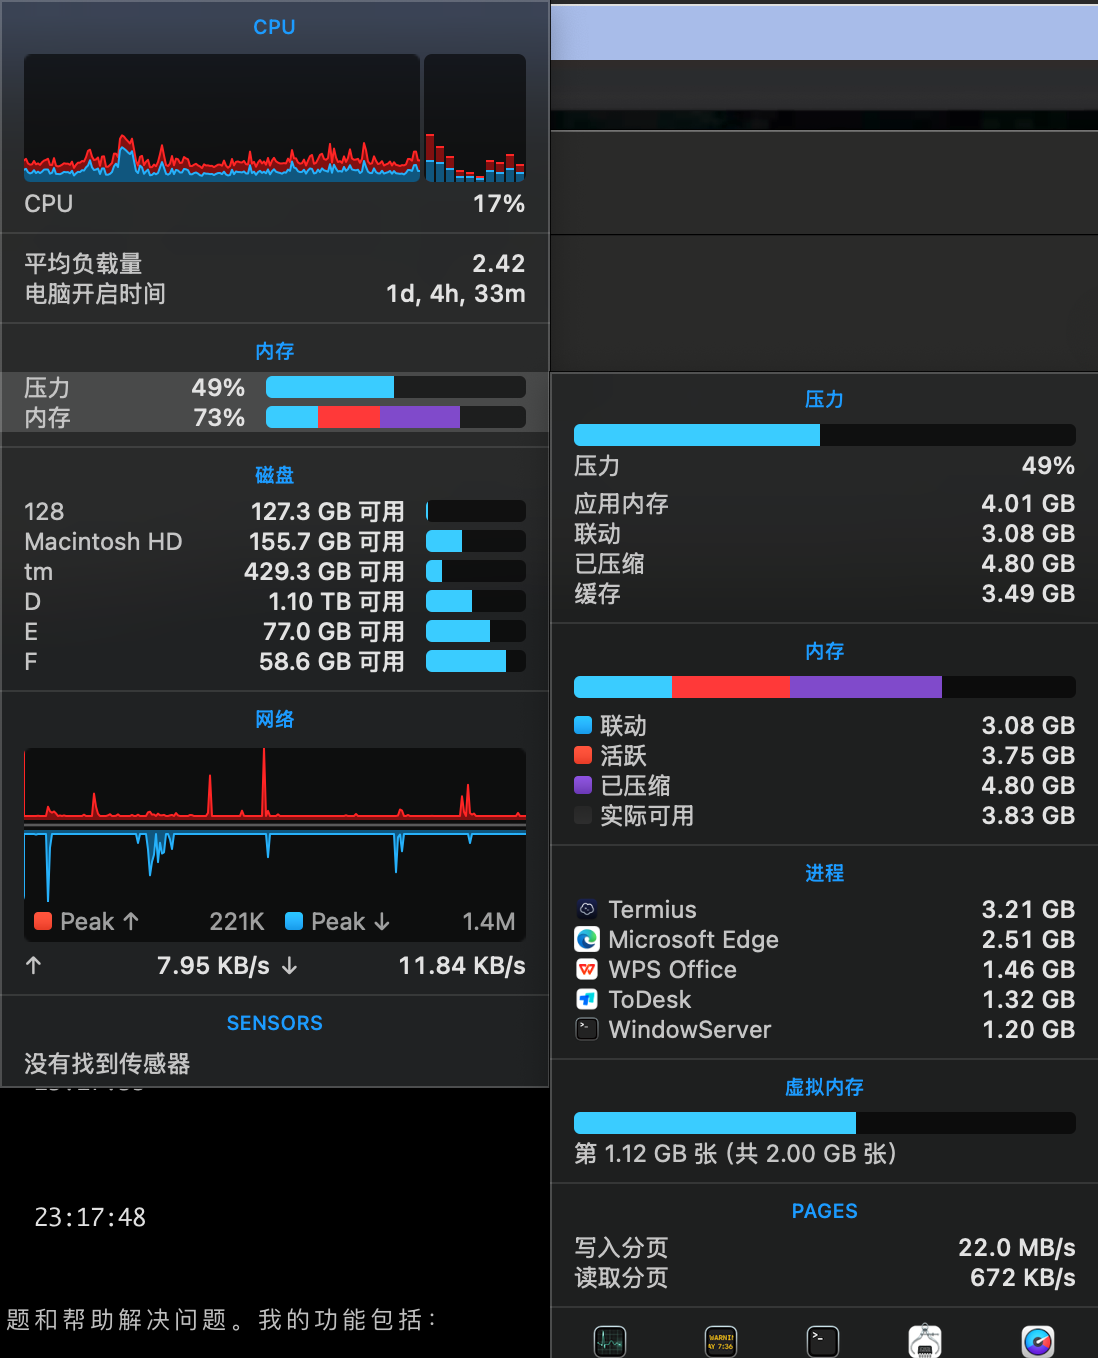 CPU
CPU 17%
平均负载量 2.42
电脑开启时间 1d, 4h, 33m
内存
压力 49%
内存 73%
磁盘
128 127.3 GB 可用
Macintosh HD 155.7 GB 可用
tm 429.3 GB 可用
D 1.10 TB 可用
E 77.0 GB 可用
F 58.6 GB 可用
网络
Peak ↑ 221K Peak ↓ 1.4M
↑ 7.95 KB/s ↓ 11.84 KB/s
SENSORS
没有找到传感器
23:17:48
题和帮助解决问题。我的功能包括：
压力
压力 49%
应用内存 4.01 GB
联动 3.08 GB
已压缩 4.80 GB
缓存 3.49 GB
内存
联动 3.08 GB
活跃 3.75 GB
已压缩 4.80 GB
实际可用 3.83 GB
进程
Termius 3.21 GB
Microsoft Edge 2.51 GB
WPS Office 1.46 GB
ToDesk 1.32 GB
WindowServer 1.20 GB
虚拟内存
第 1.12 GB 张 (共 2.00 GB 张)
PAGES
写入分页 22.0 MB/s
读取分页 672 KB/s
WARNIN
AY 7:36